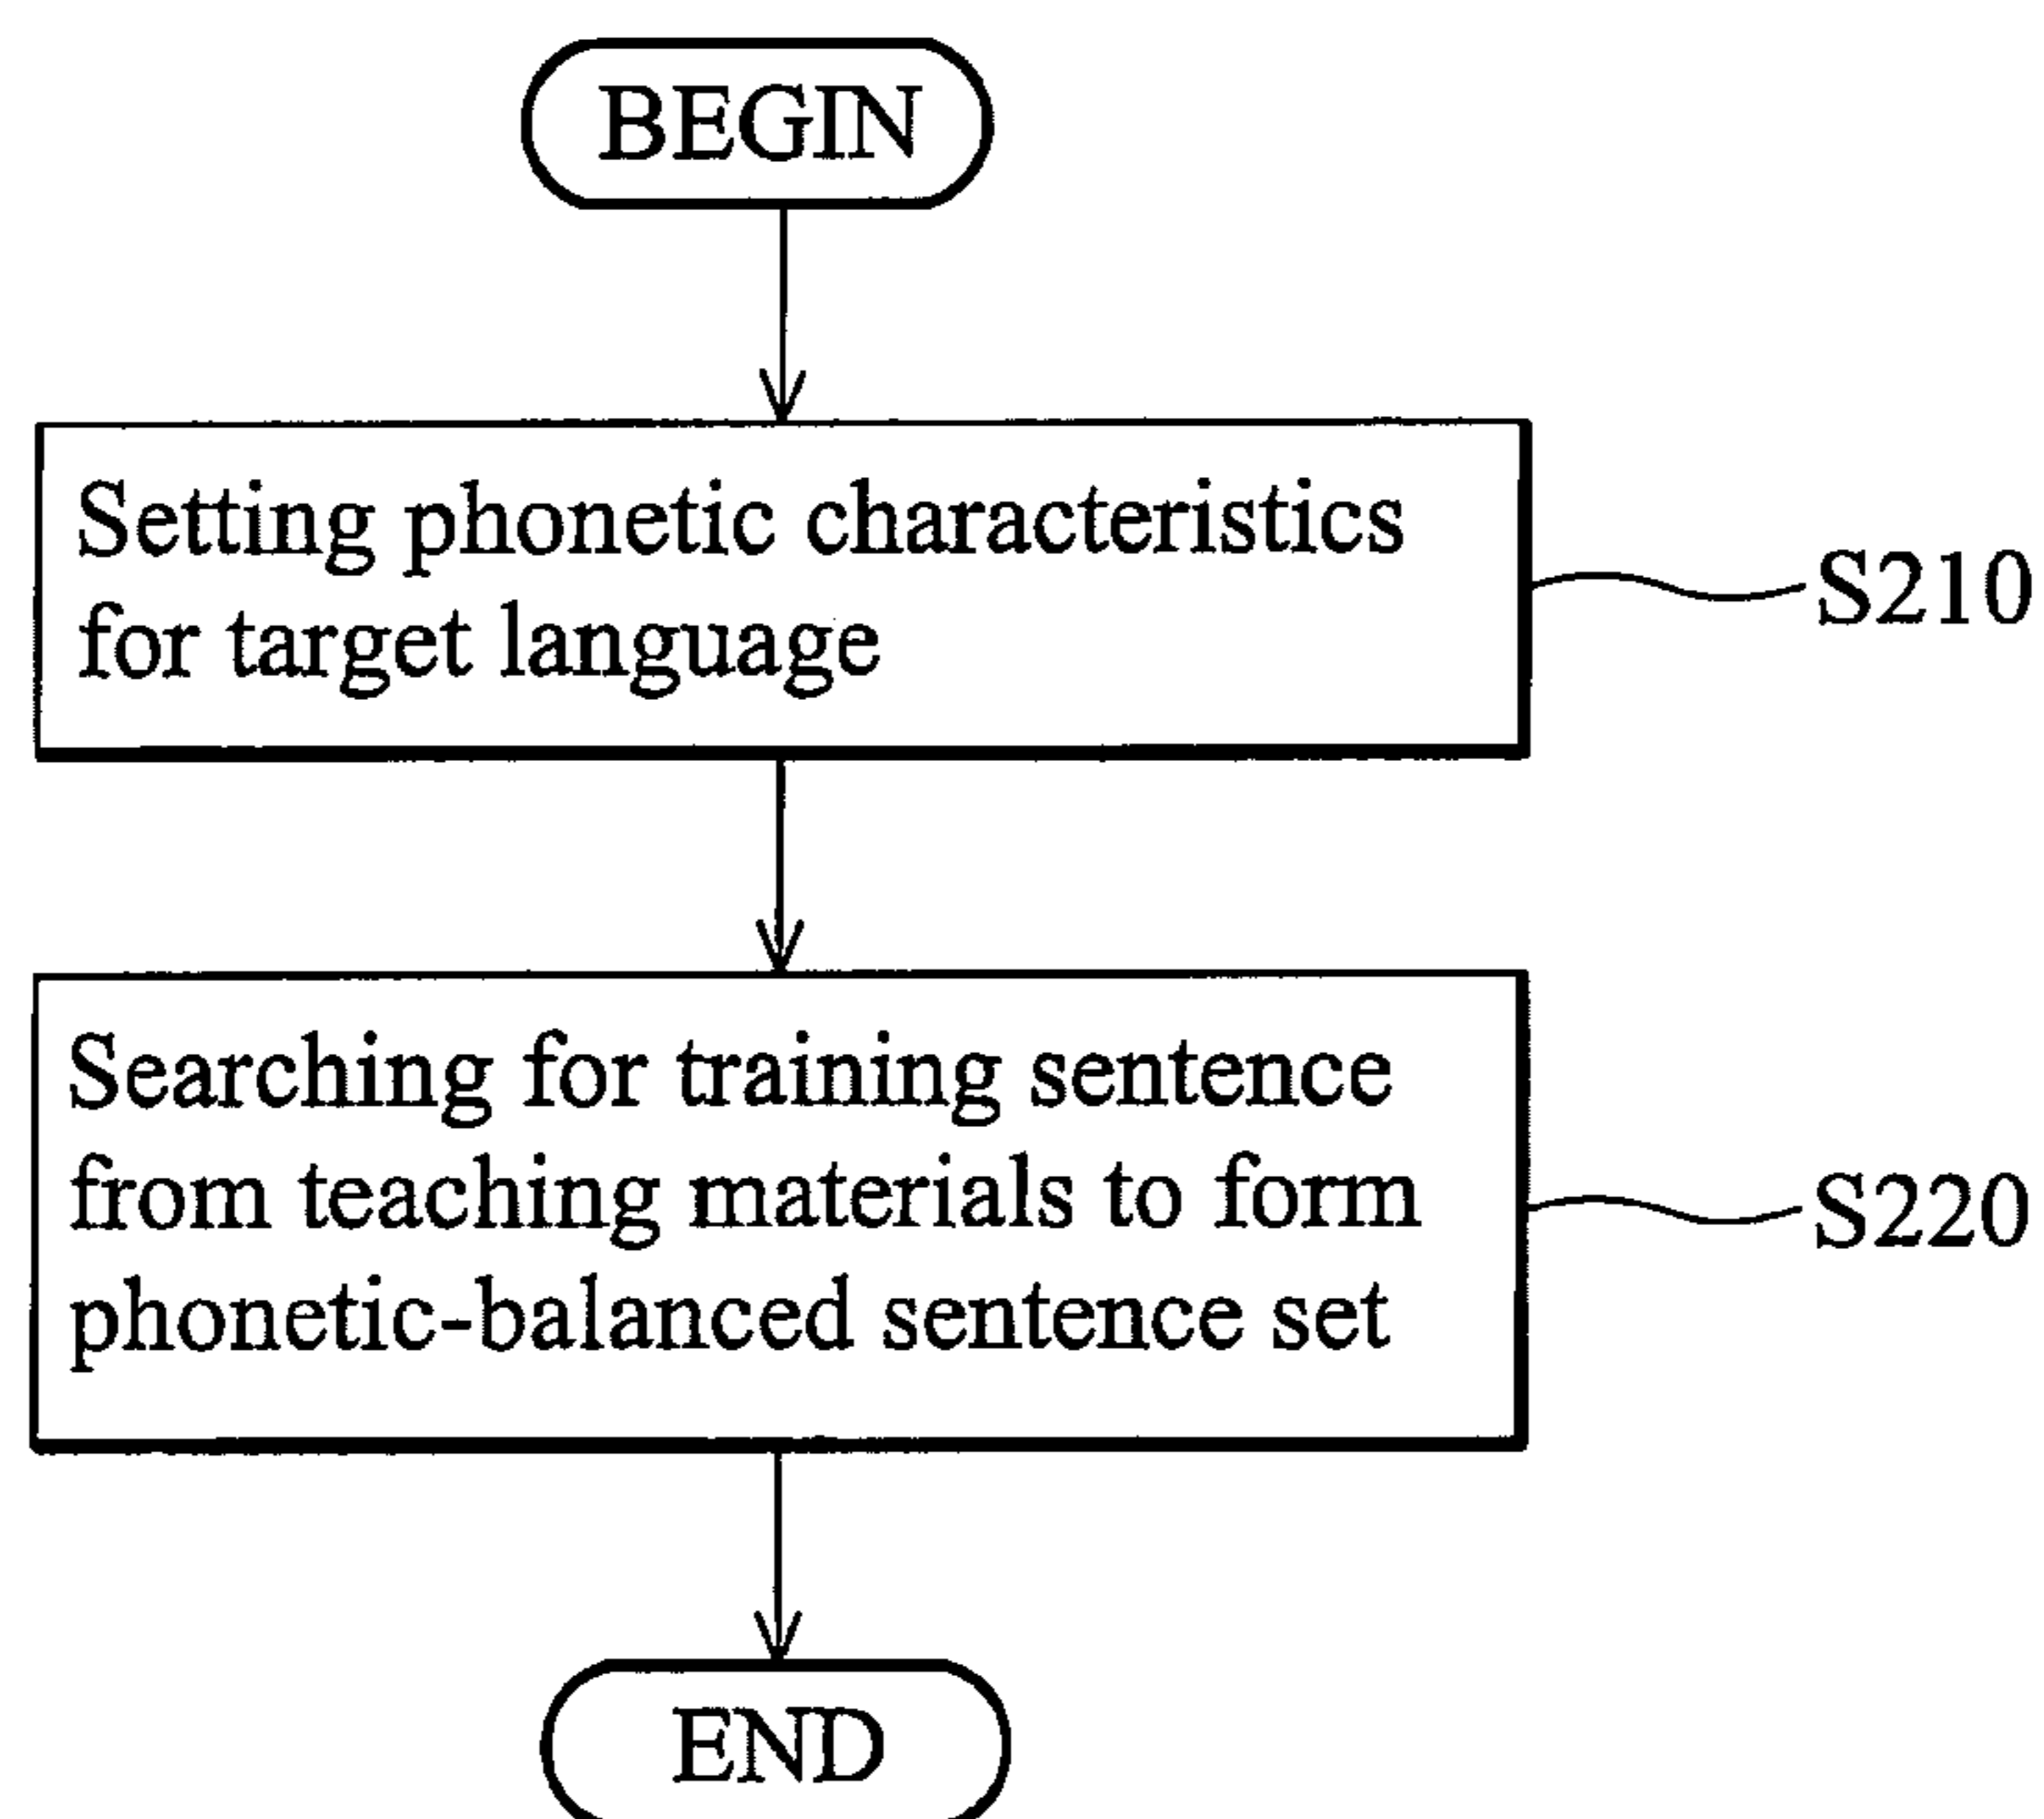 BEGIN
Setting phonetic characteristics
for target language
S210
Searching for training sentence
from teaching materials to form
phonetic-balanced sentence set
S220
END